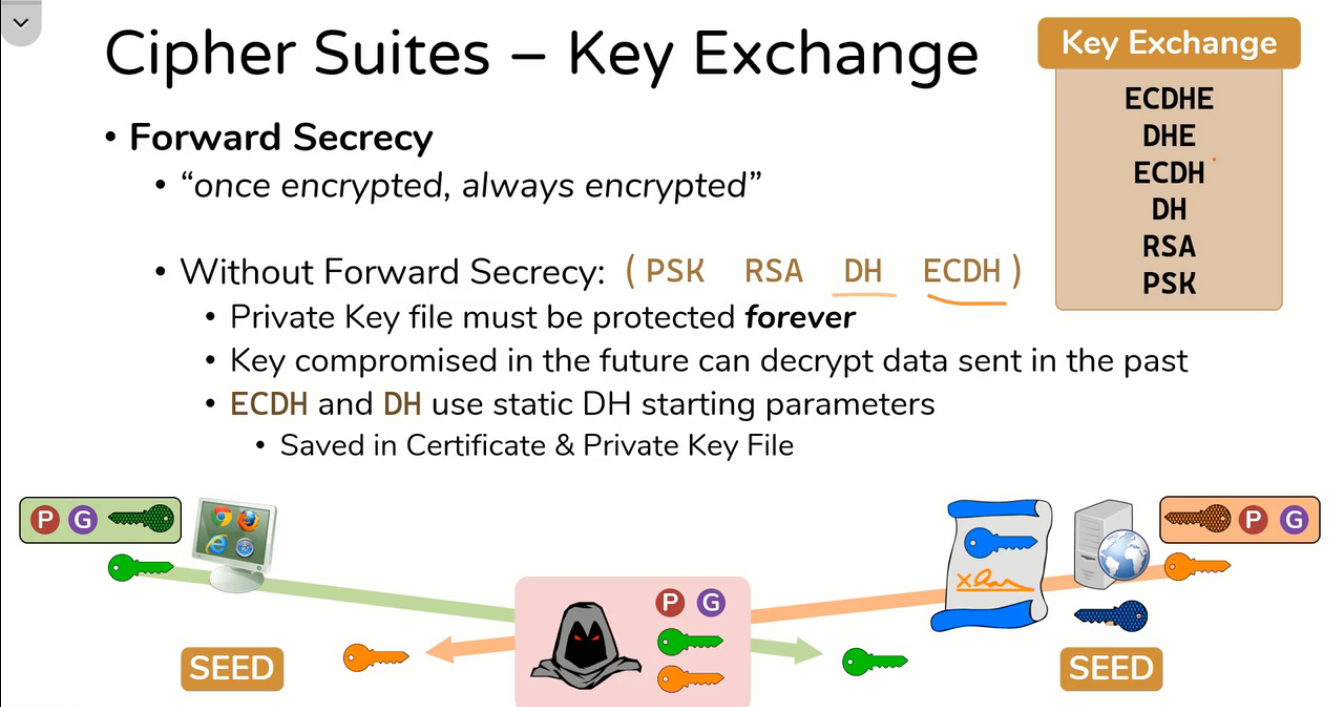 Cipher Suites – Key Exchange
Key Exchange
ECDHE
DHE
ECDH
DH
RSA
PSK
• Forward Secrecy
• “once encrypted, always encrypted”
• Without Forward Secrecy: ( PSK RSA DH ECDH )
• Private Key file must be protected forever
• Key compromised in the future can decrypt data sent in the past
• ECDH and DH use static DH starting parameters
• Saved in Certificate & Private Key File
P G
P G
P G
SEED
SEED